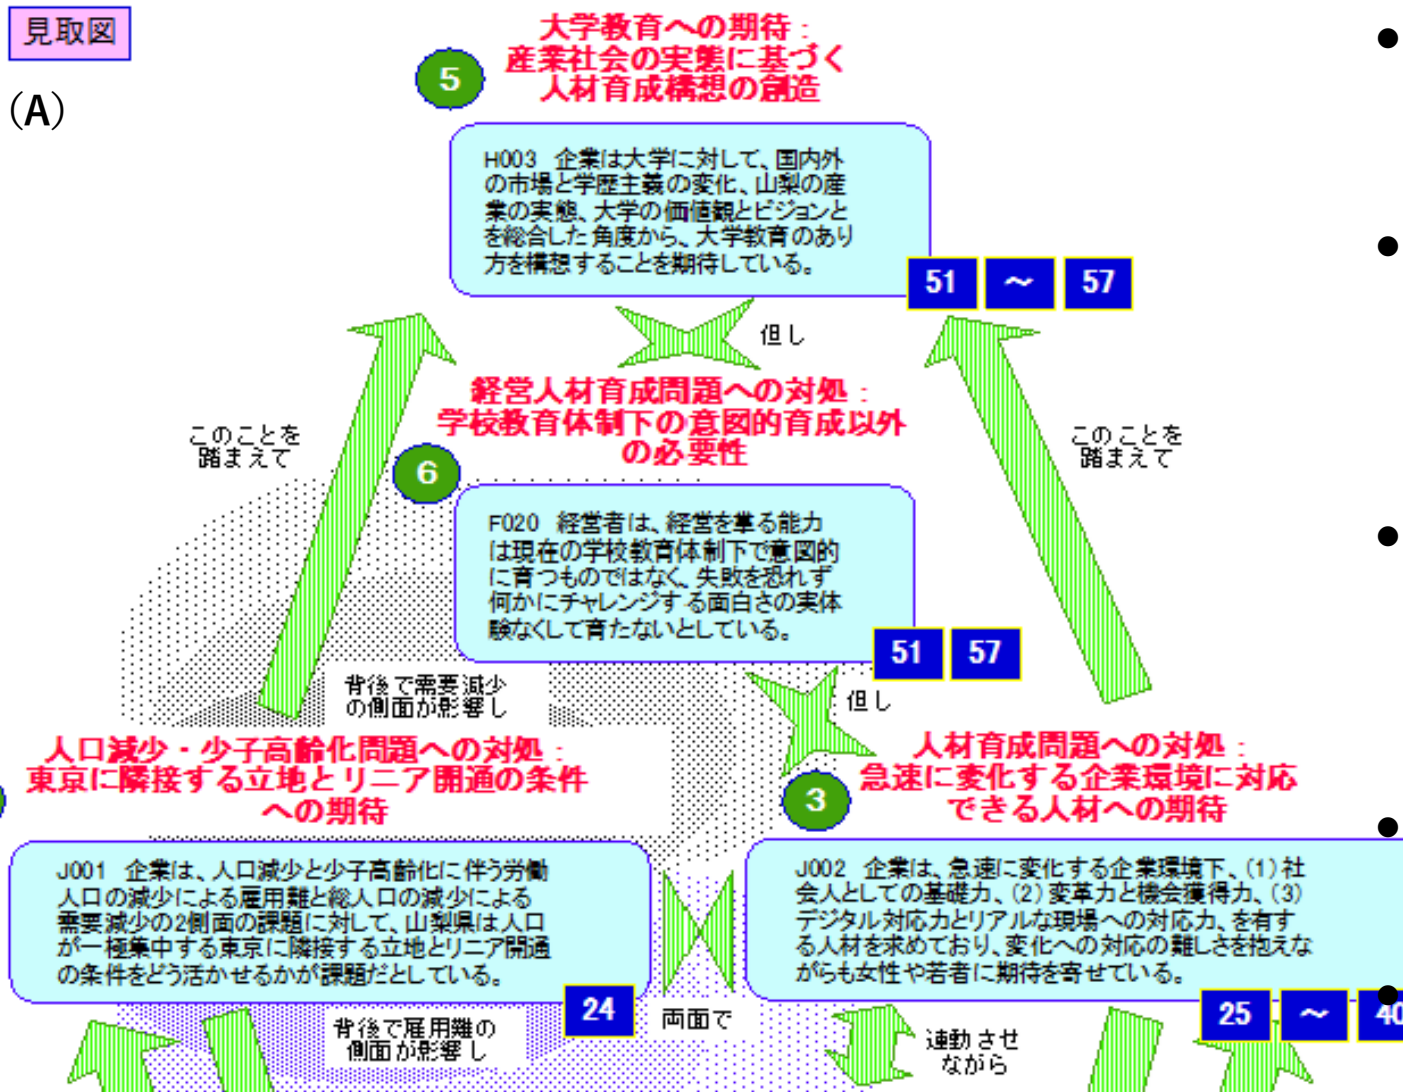 見取図
(A)
大学教育への期待：
産業社会の実態に基づく
人材育成構想の創造
5
H003 企業は大学に対して、国内外
の市場と学歴主義の変化、山梨の産
業の実態、大学の価値観とビジョンと
を総合した角度から、大学教育のあり
方を構想することを期待している。
51 ～ 57
但し
経営人材育成問題への対処：
学校教育体制下の意図的育成以外
の必要性
このことを
踏まえて
このことを
踏まえて
6
F020 経営者は、経営を掌る能力
は現在の学校教育体制下で意図的
に育つものではなく、失敗を恐れず
何かにチャレンジする面白さの実体
験なくして育たないとしている。
51 57
背後で需要減少
の側面が影響し
但し
人口減少・少子高齢化問題への対処：
東京に隣接する立地とリニア開通の条件
への期待
J001 企業は、人口減少と少子高齢化に伴う労働
人口の減少による雇用難と総人口の減少による
需要減少の2側面の課題に対して、山梨県は人口
が一極集中する東京に隣接する立地とリニア開通
の条件をどう活かせるかが課題だとしている。
24
人材育成問題への対処：
急速に変化する企業環境に対応
できる人材への期待
3
J002 企業は、急速に変化する企業環境下、(1)社
会人としての基礎力、(2)変革力と機会獲得力、(3)
デジタル対応力とリアルな現場への対応力、を有す
る人材を求めており、変化への対応の難しさを抱えな
がらも女性や若者に期待を寄せている。
25 ～ 40
両面で
背後で雇用難の
側面が影響し
連動させ
ながら